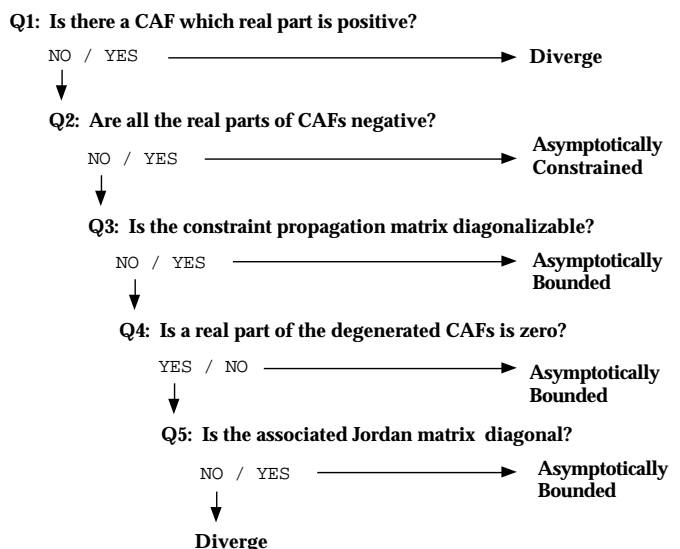 Q1: Is there a CAF which real part is positive?
NO / YES
Diverge
Q2: Are all the real parts of CAFs negative?
NO / YES
Asymptotically
Constrained
Q3: Is the constraint propagation matrix diagonalizable?
NO / YES
Asymptotically
Bounded
Q4: Is a real part of the degenerated CAFs is zero?
YES / NO
Asymptotically
Bounded
Q5: Is the associated Jordan matrix diagonal?
NO / YES
Asymptotically
Bounded
Diverge